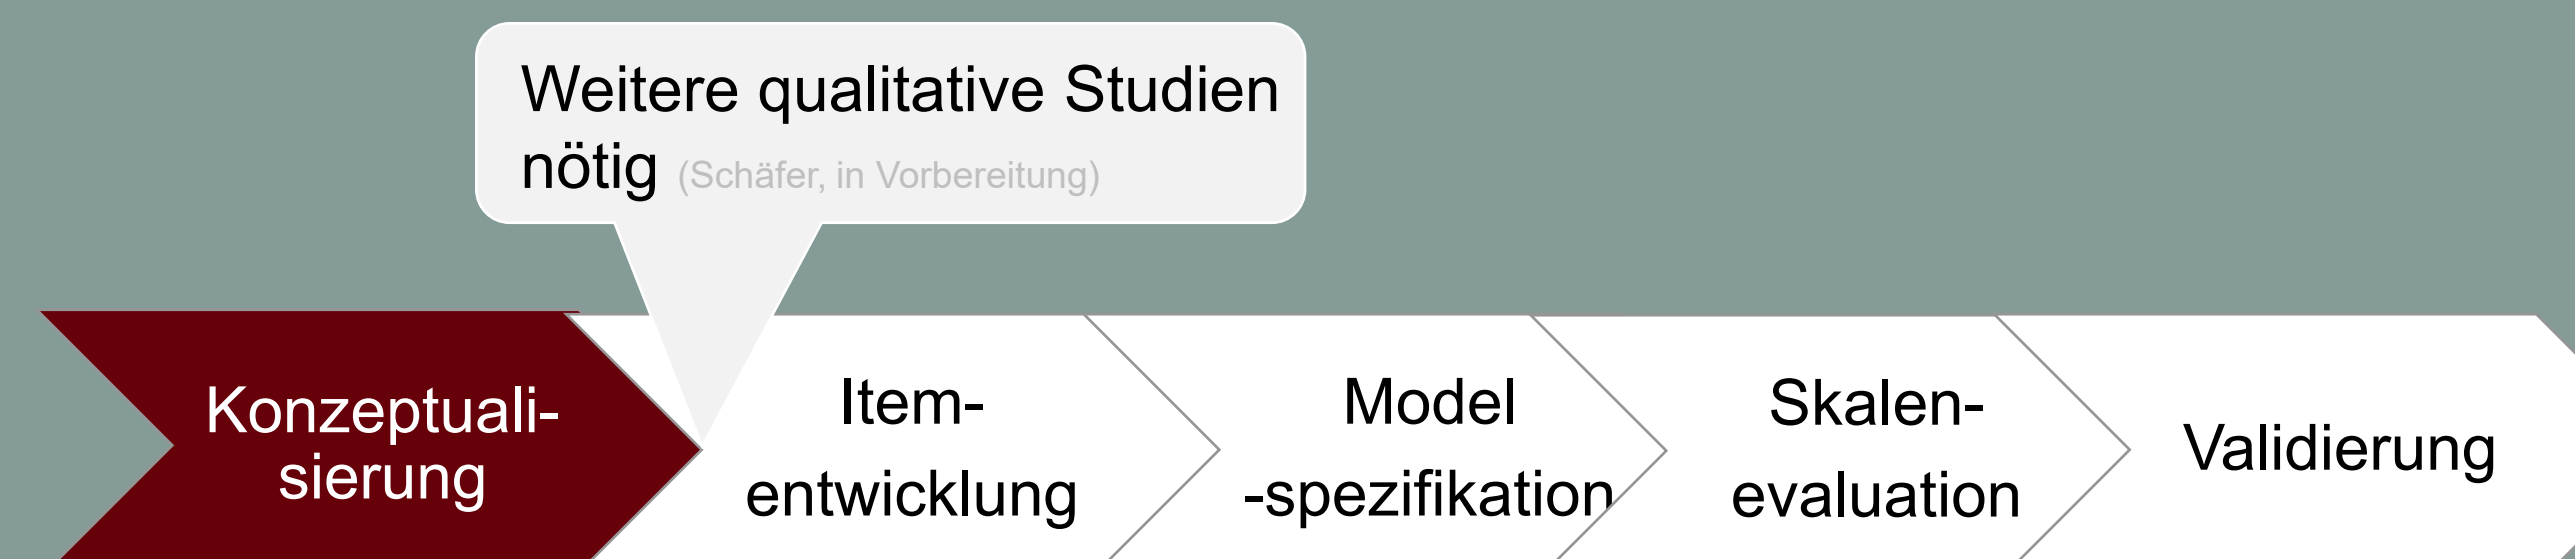 Weitere qualitative Studien
nötig (Schäfer, in Vorbereitung)
Konzeptuali-
sierung
Item-
entwicklung
Model
-spezifikation
Skalen-
evaluation
Validierung